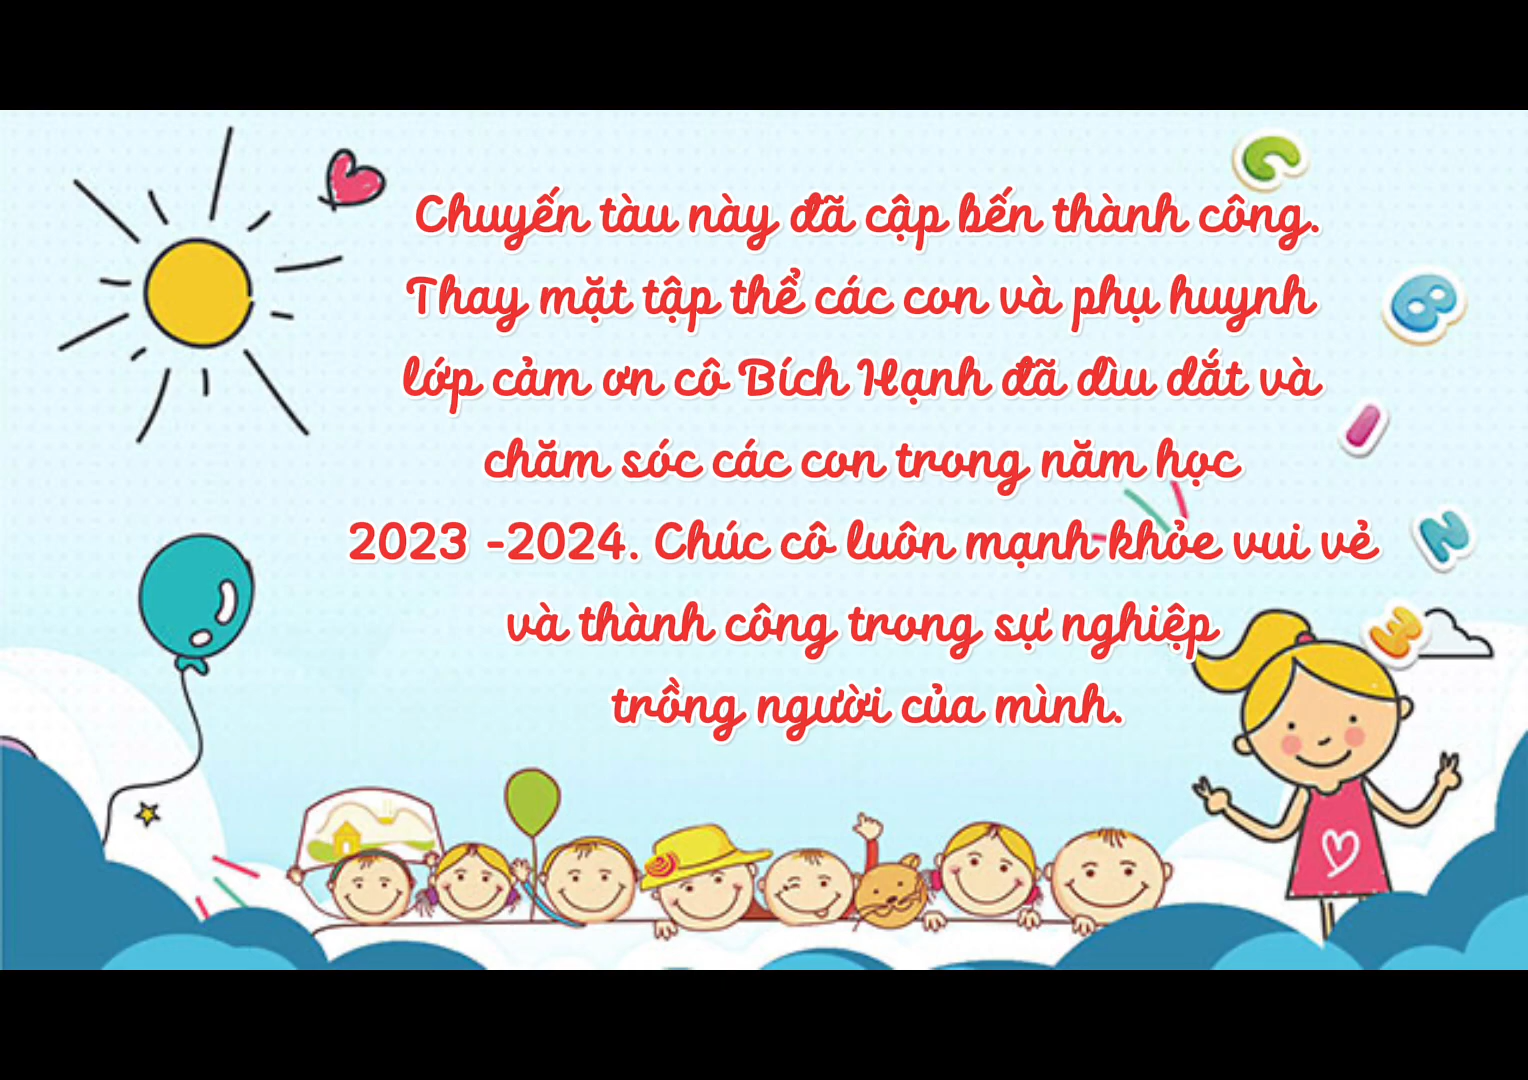 Chuyến tàu này đã cập bến thành công.
Thay mặt tập thể các con và phụ huynh
lớp cảm ơn cô Bích Hạnh đã dìu dắt và
chăm sóc các con trong năm học
2023 -2024. Chúc cô luôn mạnh khỏe vui vẻ
và thành công trong sự nghiệp
trồng người của mình.
C
B
I
N
3